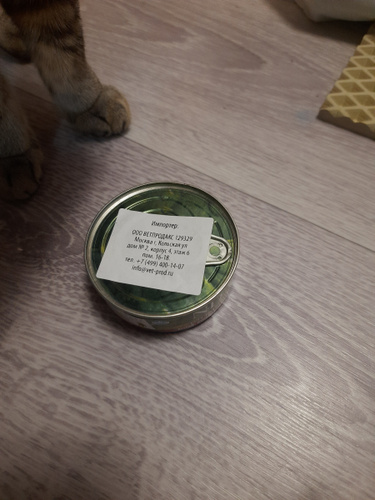 Импортер
ООО ВЕТПРОДАКС 129329
Москва г, Кольская ул
дом № 2, корпус 4, этаж 6
пом. 16-18
тел. +7 (499) 400-14-07
info@vet-prod.ru